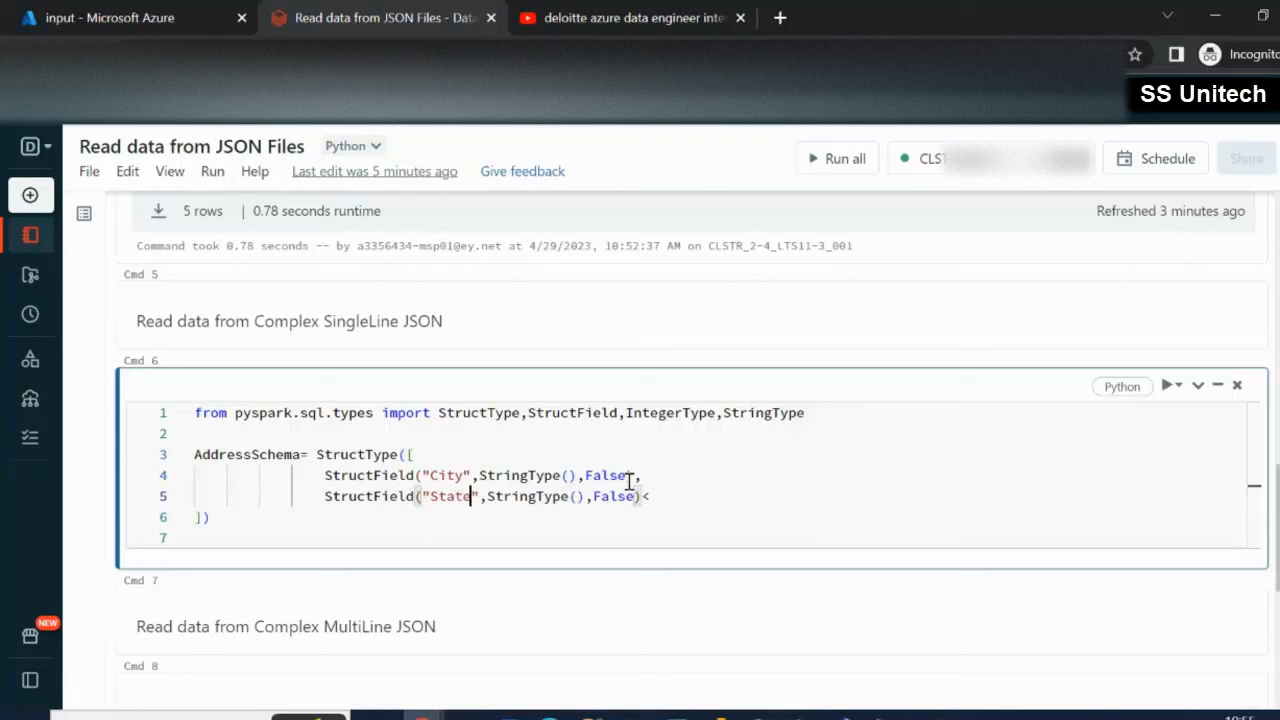 input - Microsoft Azure
Read data from JSON Files - Data
deloitte azure data engineer inte
Incognito
SS Unitech
D
Read data from JSON Files
Python
Run all
CLST
Schedule
Share
File Edit View Run Help Last edit was 5 minutes ago Give feedback
5 rows | 0.78 seconds runtime
Refreshed 3 minutes ago
Command took 0.78 seconds -- by a3356434-msp01@ey.net at 4/29/2023, 10:52:37 AM on CLSTR_2-4_LTS11-3_001
Cmd 5
Read data from Complex SingleLine JSON
Cmd 6
Python
1 from pyspark.sql.types import StructType,StructField,IntegerType,StringType
2
3 AddressSchema= StructType([
4 StructField("City",StringType(),False),
5 StructField("State",StringType(),False)<
6 ])
7
Cmd 7
NEW
Read data from Complex MultiLine JSON
Cmd 8